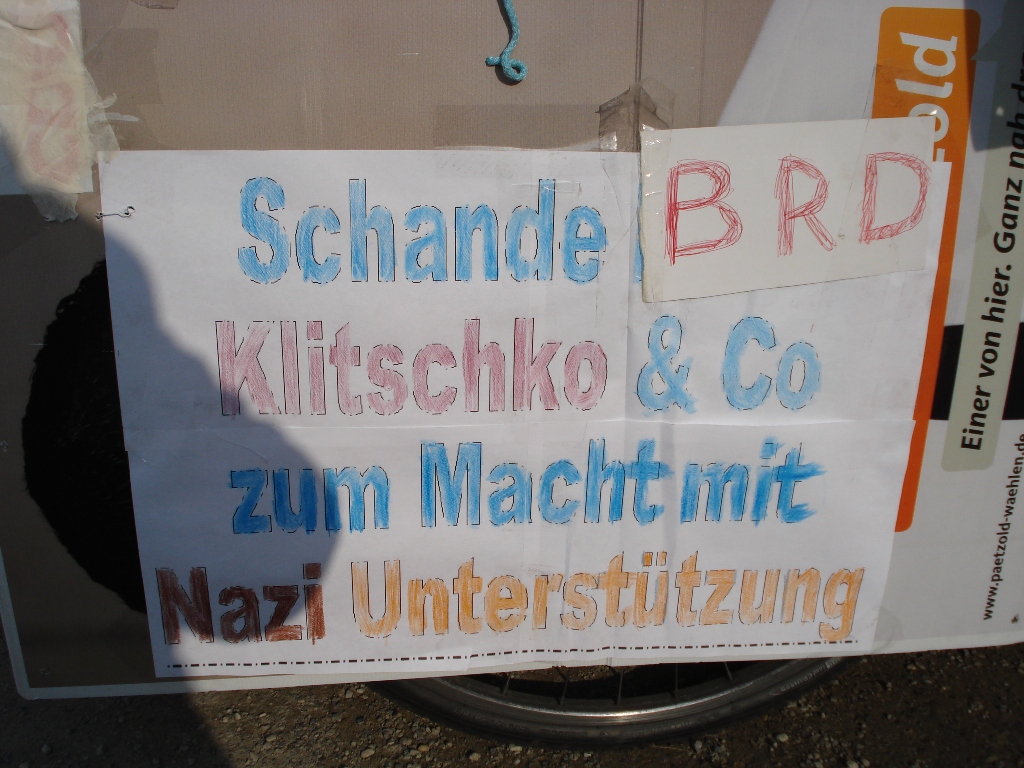 Schande BRD
Klitschko & Co
zum Macht mit
Nazi Unterstützung
old
Einer von hier. Ganz nah
www.paetzold-waehlen.de